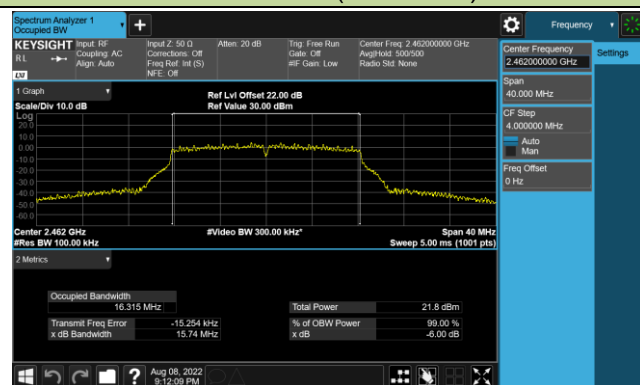 Spectrum Analyzer 1
Occupied BW
Frequency
KEYSIGHT
RL
LXI
Input: RF
Coupling: AC
Align: Auto
Input Z: 50 Ω
Corrections: Off
Freq Ref: Int (S)
NFE: Off
Atten: 20 dB
Trig: Free Run
Gate: Off
#IF Gain: Low
Center Freq: 2.462000000 GHz
Avg|Hold: 500/500
Radio Std: None
Center Frequency
2.462000000 GHz
Settings
Span
40.000 MHz
CF Step
4.000000 MHz
Auto
Man
Freq Offset
0 Hz
1 Graph
Scale/Div 10.0 dB
Ref Lvl Offset 22.00 dB
Ref Value 30.00 dBm
Log
20.0
10.0
0.00
-10.0
-20.0
-30.0
-40.0
-50.0
-60.0
Center 2.462 GHz
#Res BW 100.00 kHz
#Video BW 300.00 kHz*
Span 40 MHz
Sweep 5.00 ms (1001 pts)
2 Metrics
Occupied Bandwidth
16.315 MHz
Total Power 21.8 dBm
Transmit Freq Error -15.254 kHz
% of OBW Power 99.00 %
x dB Bandwidth 15.74 MHz
x dB -6.00 dB
?
Aug 08, 2022
9:12:09 PM